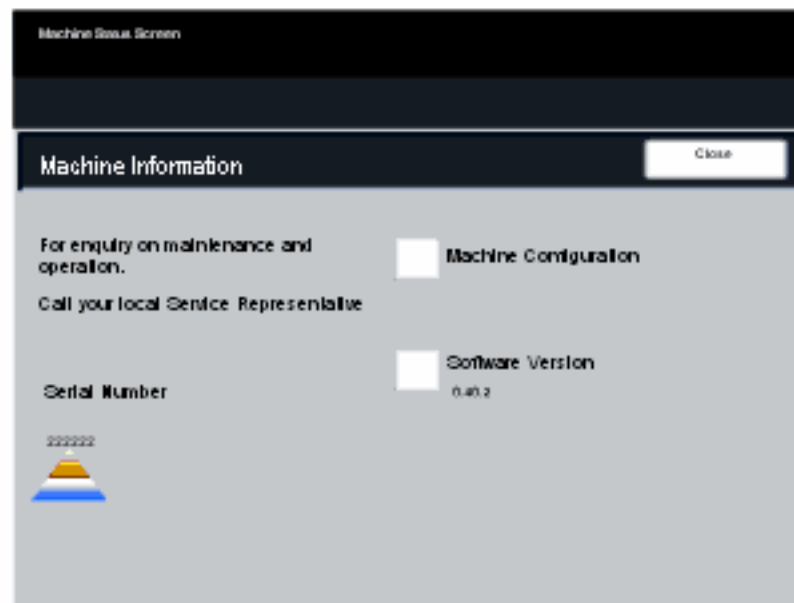 Machine Status Screen
Machine Information
Close
For enquiry on maintenance and
operation.
Call your local Service Representative
Machine Configuration
Software Version
Serial Number
222222